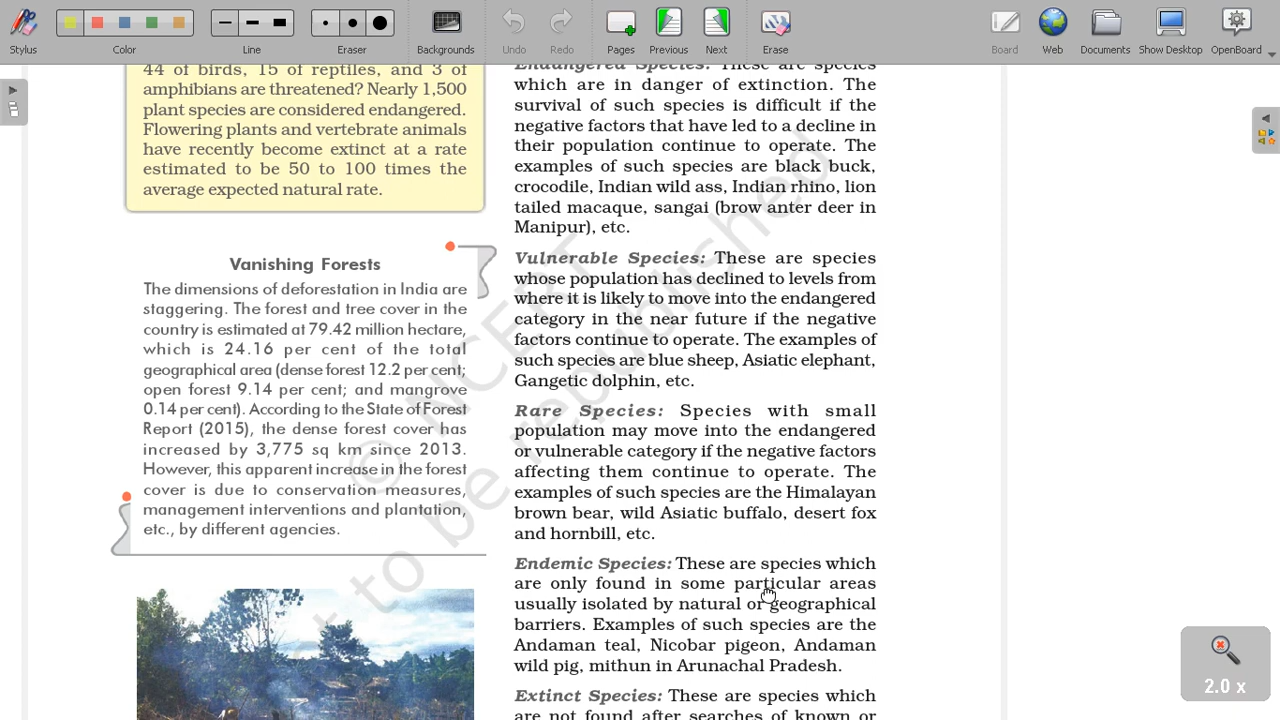 Stylus
Color
Line
Eraser
Backgrounds
Undo
Redo
Pages
Previous
Next
Erase
Board
Web
Documents
Show Desktop
OpenBoard
44 of birds, 15 of reptiles, and 3 of
amphibians are threatened? Nearly 1,500
plant species are considered endangered.
Flowering plants and vertebrate animals
have recently become extinct at a rate
estimated to be 50 to 100 times the
average expected natural rate.
Vanishing Forests
The dimensions of deforestation in India are
staggering. The forest and tree cover in the
country is estimated at 79.42 million hectare,
which is 24.16 per cent of the total
geographical area (dense forest 12.2 per cent;
open forest 9.14 per cent; and mangrove
0.14 per cent). According to the State of Forest
Report (2015), the dense forest cover has
increased by 3,775 sq km since 2013.
However, this apparent increase in the forest
cover is due to conservation measures,
management interventions and plantation,
etc., by different agencies.
Endangered Species: These are species
which are in danger of extinction. The
survival of such species is difficult if the
negative factors that have led to a decline in
their population continue to operate. The
examples of such species are black buck,
crocodile, Indian wild ass, Indian rhino, lion
tailed macaque, sangai (brow anter deer in
Manipur), etc.
Vulnerable Species: These are species
whose population has declined to levels from
where it is likely to move into the endangered
category in the near future if the negative
factors continue to operate. The examples of
such species are blue sheep, Asiatic elephant,
Gangetic dolphin, etc.
Rare Species: Species with small
population may move into the endangered
or vulnerable category if the negative factors
affecting them continue to operate. The
examples of such species are the Himalayan
brown bear, wild Asiatic buffalo, desert fox
and hornbill, etc.
Endemic Species: These are species which
are only found in some particular areas
usually isolated by natural or geographical
barriers. Examples of such species are the
Andaman teal, Nicobar pigeon, Andaman
wild pig, mithun in Arunachal Pradesh.
Extinct Species: These are species which
are not found after searches of known or
© NCERT
t to be republished
2.0 x